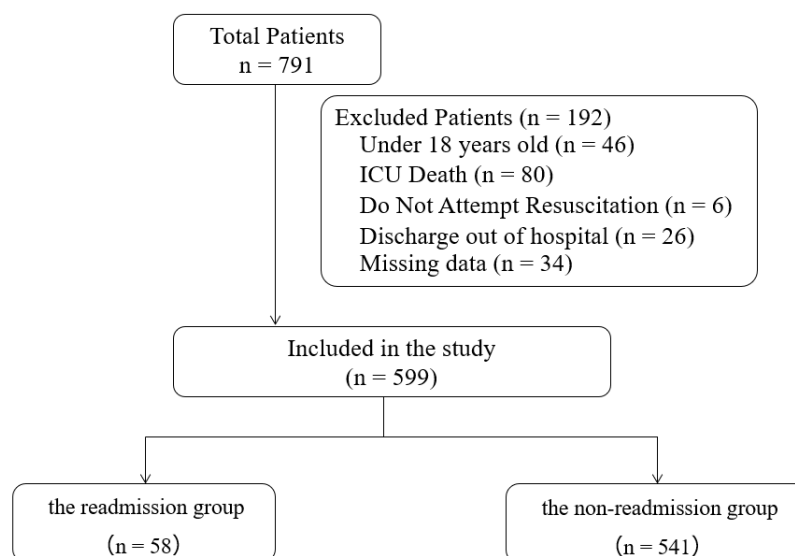 Total Patients
n = 791
Excluded Patients (n = 192)
Under 18 years old (n = 46)
ICU Death (n = 80)
Do Not Attempt Resuscitation (n = 6)
Discharge out of hospital (n = 26)
Missing data (n = 34)
Included in the study
(n = 599)
the readmission group
(n = 58)
the non-readmission group
(n = 541)